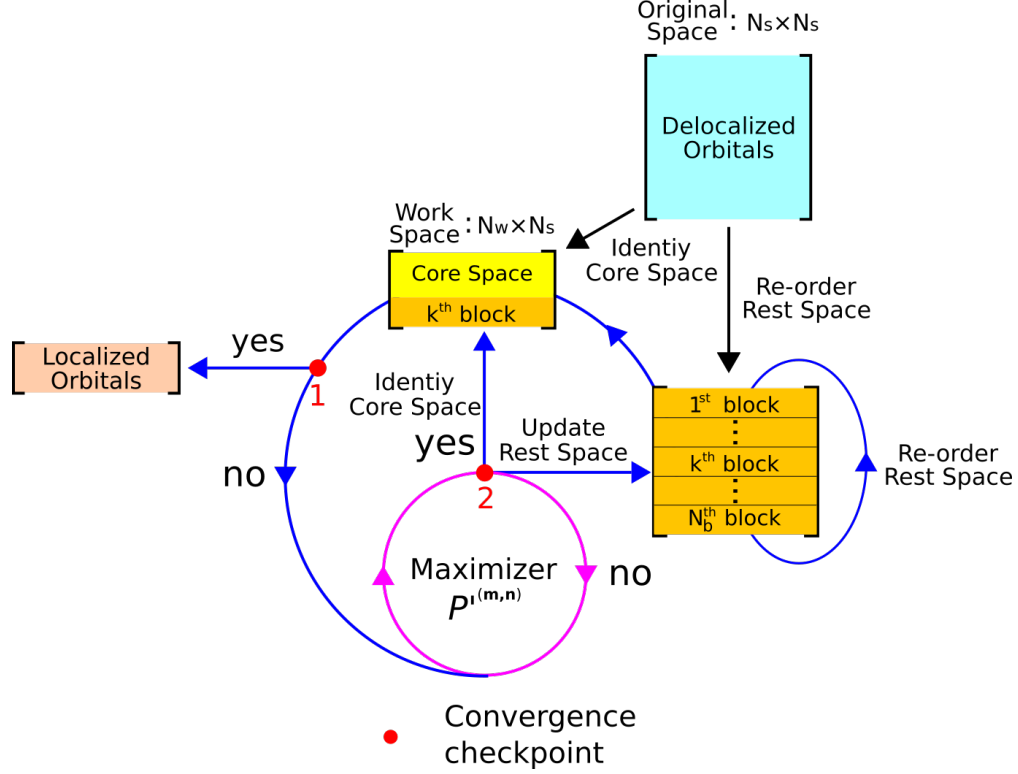 Original
Space : Ns×Ns
Delocalized
Orbitals
Work
Space : Nw×Ns
Identiy
Core Space
Re-order
Rest Space
Core Space
kth block
Localized
Orbitals
yes
1
no
Identiy
Core Space
yes
Update
Rest Space
2
1st block
kth block
Nbth block
Re-order
Rest Space
Maximizer
P'(m,n)
no
Convergence
checkpoint